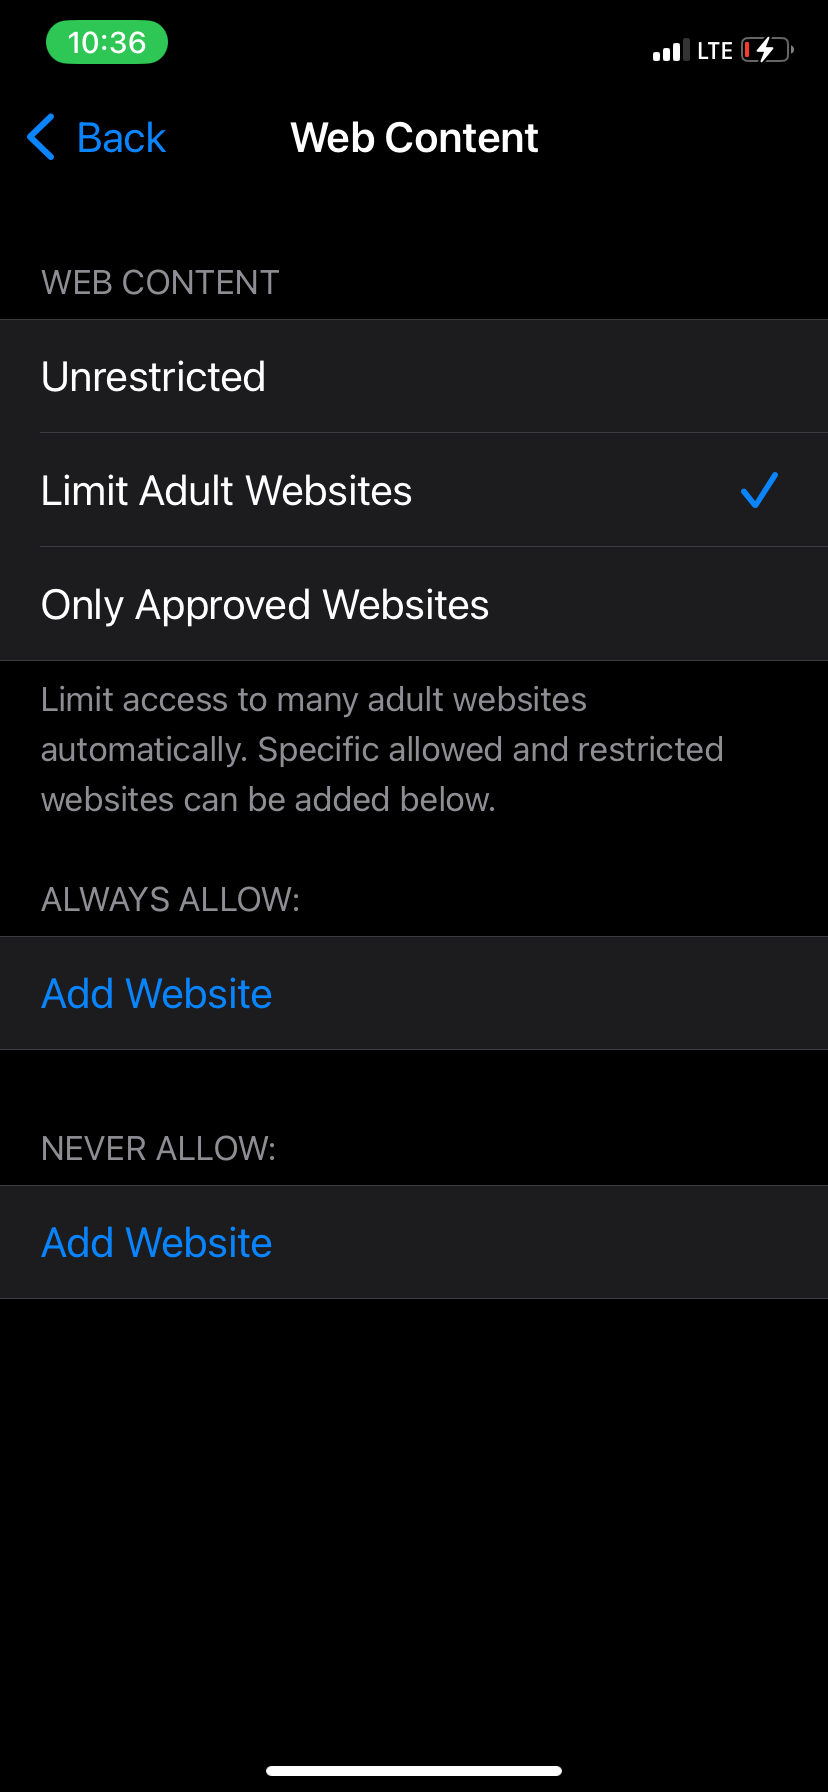 10:36
LTE
Back
Web Content
WEB CONTENT
Unrestricted
Limit Adult Websites
Only Approved Websites
Limit access to many adult websites
automatically. Specific allowed and restricted
websites can be added below.
ALWAYS ALLOW:
Add Website
NEVER ALLOW:
Add Website